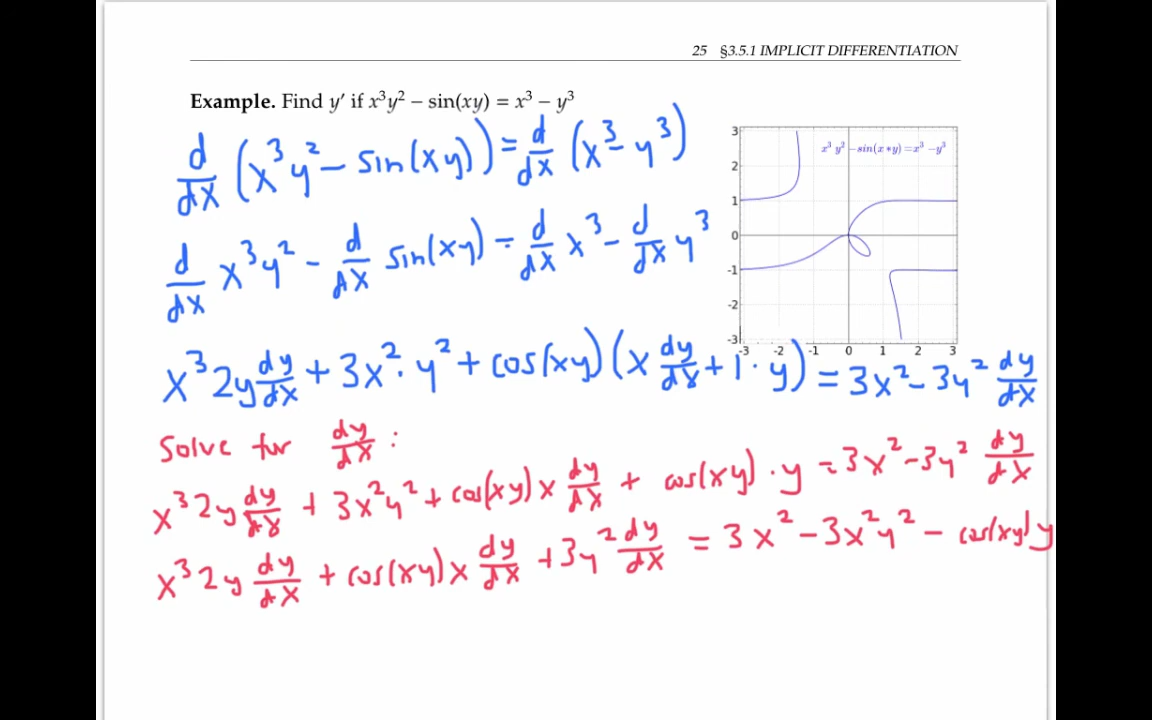 25 §3.5.1 IMPLICIT DIFFERENTIATION
Example. Find y′ if x³y² − sin(xy) = x³ − y³
d/dx (x³y² − sin(xy)) = d/dx (x³ − y³)
x³ y² −sin(x∗y)=x³ −y³
3
2
1
0
-1
-2
-3
-3 -2 -1 0 1 2 3
d/dx x³y² − d/dx sin(xy) = d/dx x³ − d/dx y³
x³2y dy/dx + 3x²·y² + cos(xy)(x dy/dx + 1·y) = 3x² − 3y² dy/dx
Solve for dy/dx :
x³2y dy/dx + 3x²y² + cos(xy)x dy/dx + cos(xy)·y = 3x² − 3y² dy/dx
x³2y dy/dx + cos(xy)x dy/dx + 3y² dy/dx = 3x² − 3x²y² − cos(xy)y